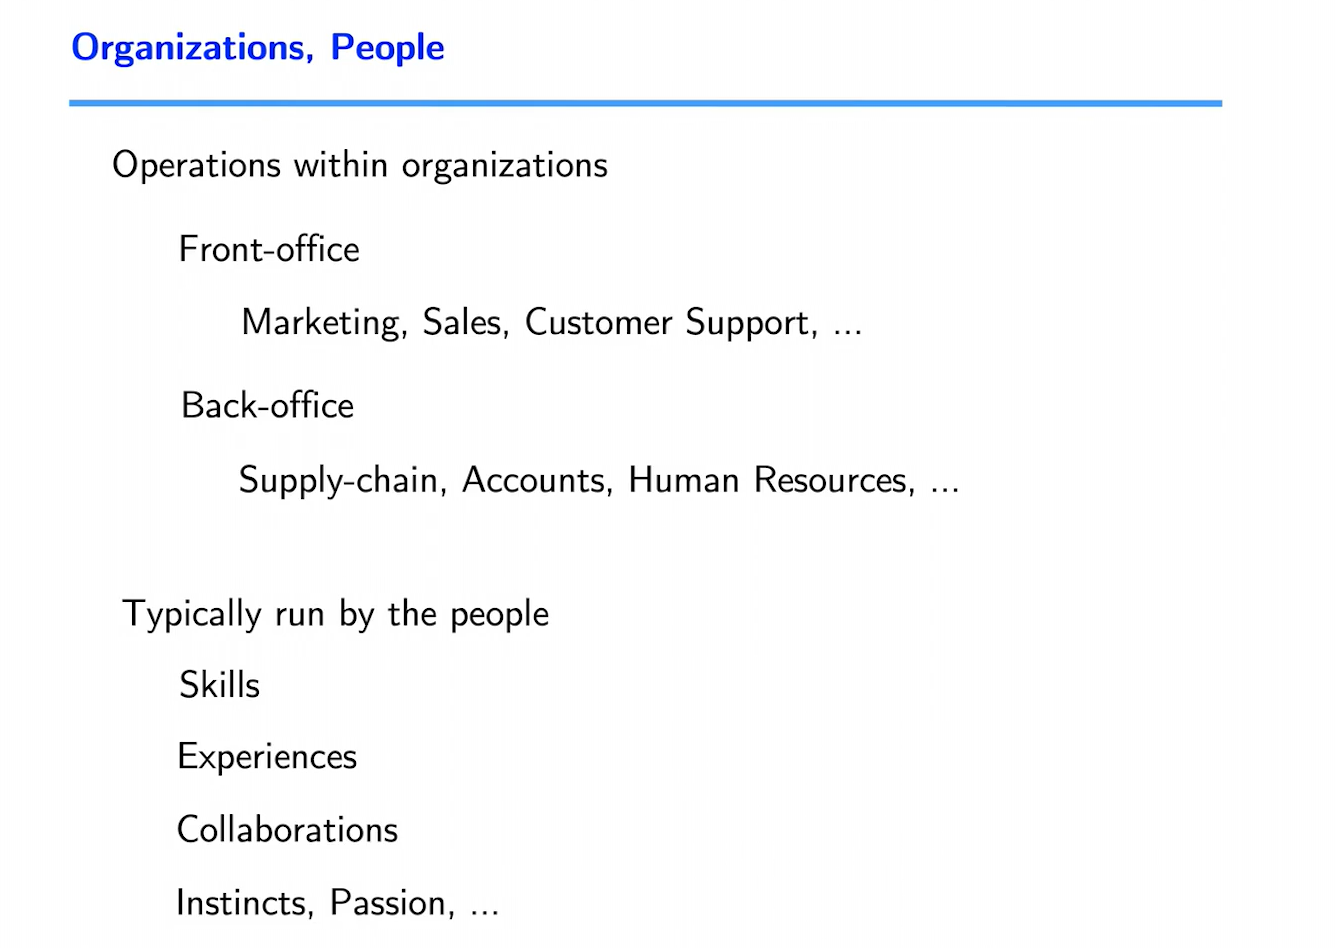 Organizations, People
Operations within organizations
Front-office
Marketing, Sales, Customer Support, ...
Back-office
Supply-chain, Accounts, Human Resources, ...
Typically run by the people
Skills
Experiences
Collaborations
Instincts, Passion, ...